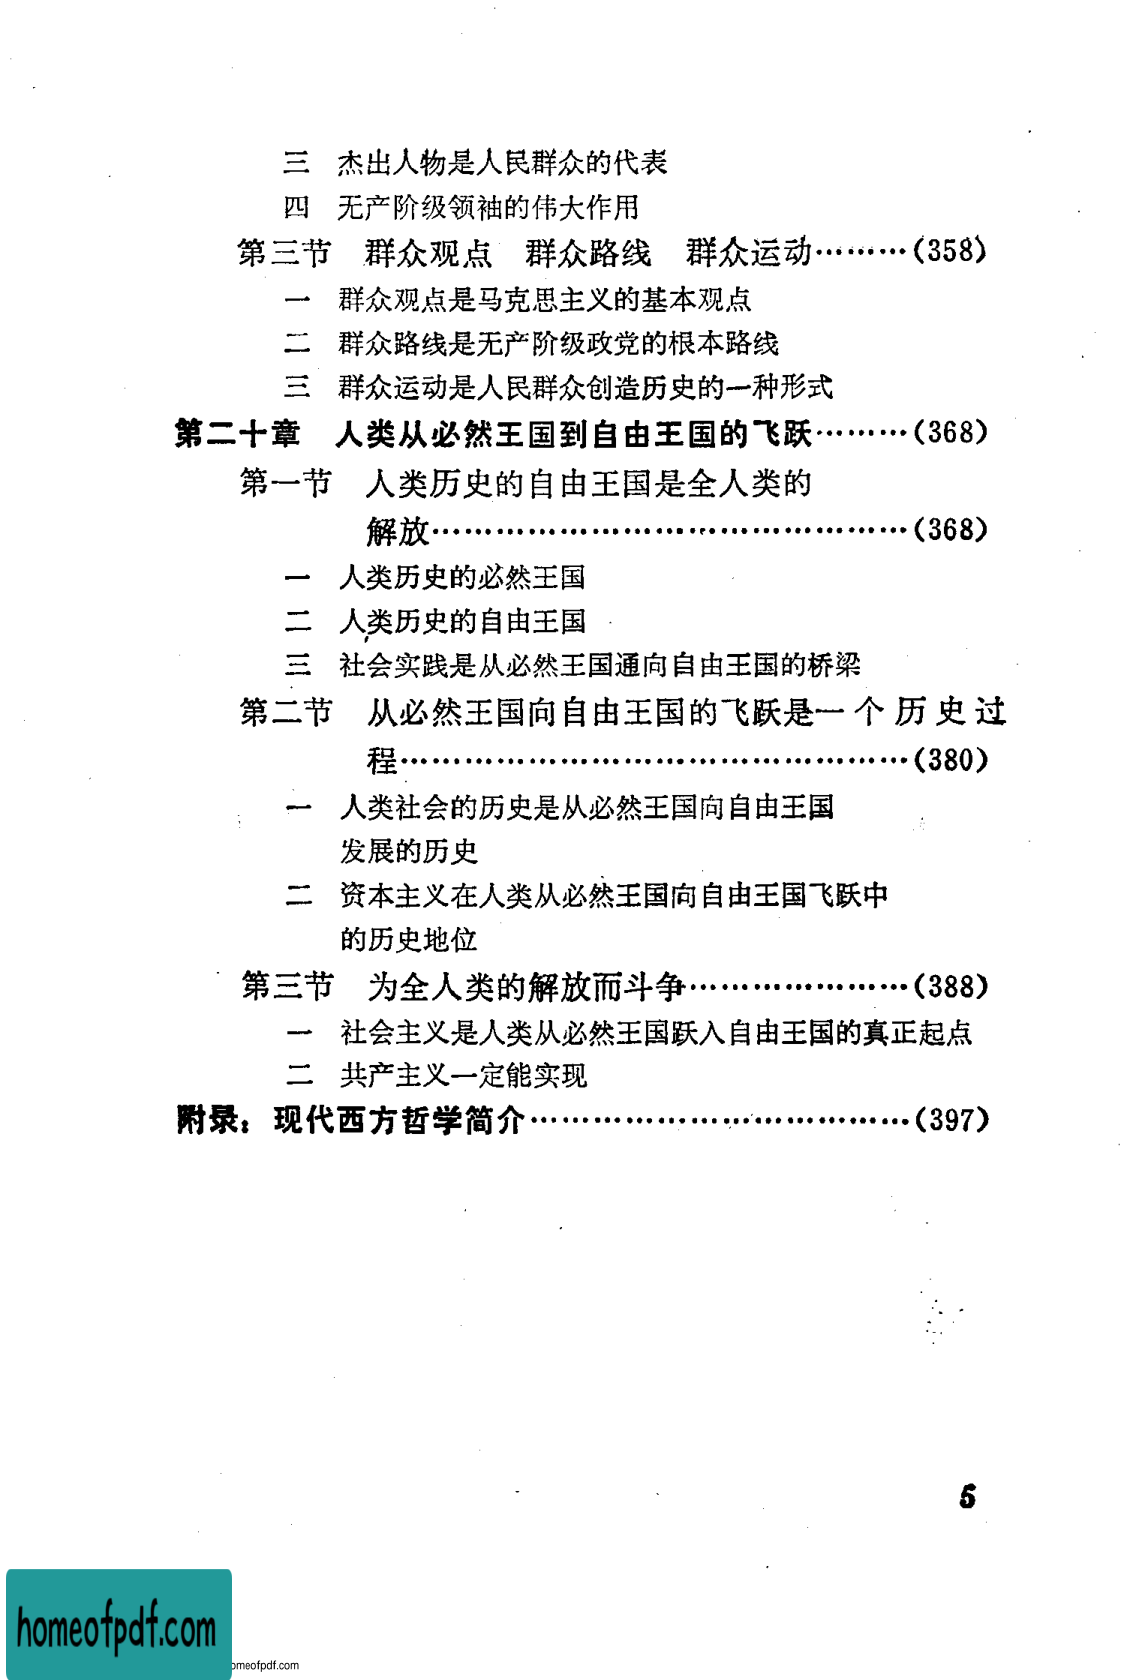 三 杰出人物是人民群众的代表
四 无产阶级领袖的伟大作用
第三节 群众观点 群众路线 群众运动………(358)
一 群众观点是马克思主义的基本观点
二 群众路线是无产阶级政党的根本路线
三 群众运动是人民群众创造历史的一种形式
第二十章 人类从必然王国到自由王国的飞跃………(368)
第一节 人类历史的自由王国是全人类的
解放………………………………………(368)
一 人类历史的必然王国
二 人类历史的自由王国
三 社会实践是从必然王国通向自由王国的桥梁
第二节 从必然王国向自由王国的飞跃是一个历史过
程…………………………………………(380)
一 人类社会的历史是从必然王国向自由王国
发展的历史
二 资本主义在人类从必然王国向自由王国飞跃中
的历史地位
第三节 为全人类的解放而斗争…………………(388)
一 社会主义是人类从必然王国跃入自由王国的真正起点
二 共产主义一定能实现
附录：现代西方哲学简介………………………………(397)
5
homeofpdf.com
omeofpdf.com